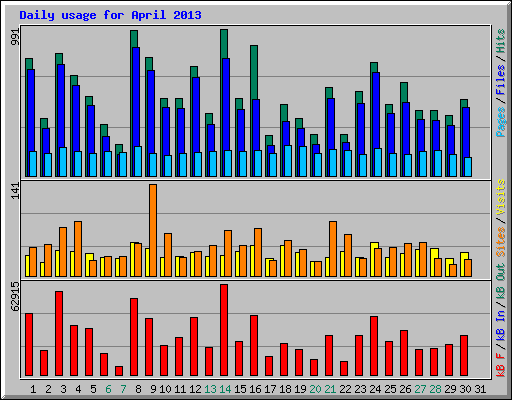 Daily usage for April 2013
991
Pages / Files / Hits
141
Sites / Visits
62915
kB F / kB In / kB Out
1 2 3 4 5 6 7 8 9 10 11 12 13 14 15 16 17 18 19 20 21 22 23 24 25 26 27 28 29 30 31